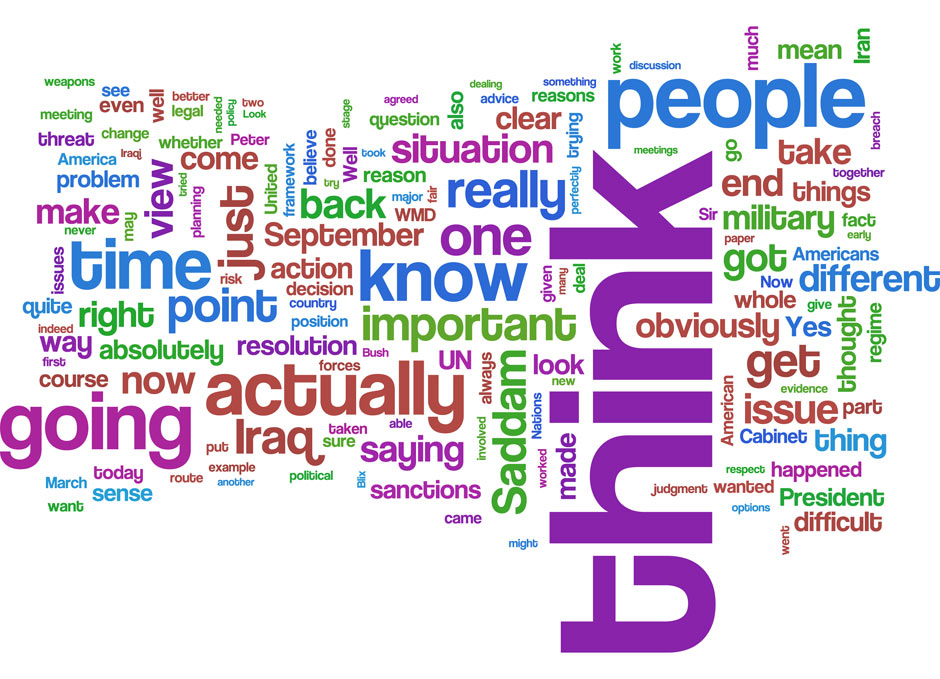 weapons
see
even
well
better
two
needed
policy
Look
meeting
legal
threat
change
whether
Peter
America
Iraqi
come
problem
tried
view
planning
make
never
may
just
United
framework
believe
done
stage
try
Well
took
agreed
question
also
dealing
advice
something
reasons
clear
trying
situation
reason
back
major
fair
WMD
really
perfectly
September
one
time
issues
risk
action
decision
know
given
many
deal
quite
right
point
country
position
important
indeed
way
absolutely
resolution
Bush
UN
first
forces
always
course
now
actually
Saddam
look
new
going
Iraq
taken
sure
able
saying
involved
Nations
worked
made
put
example
route
another
political
Blix
sanctions
March
today
sense
want
came
might
think
work
discussion
people
meetings
much
mean
Iran
breach
go
take
together
end
things
Sir
military
fact
early
paper
got
Americans
Now
different
whole
give
thought
regime
obviously
Yes
get
evidence
American
issue
part
Cabinet
thing
respect
happened
judgment
wanted
President
options
went
difficult